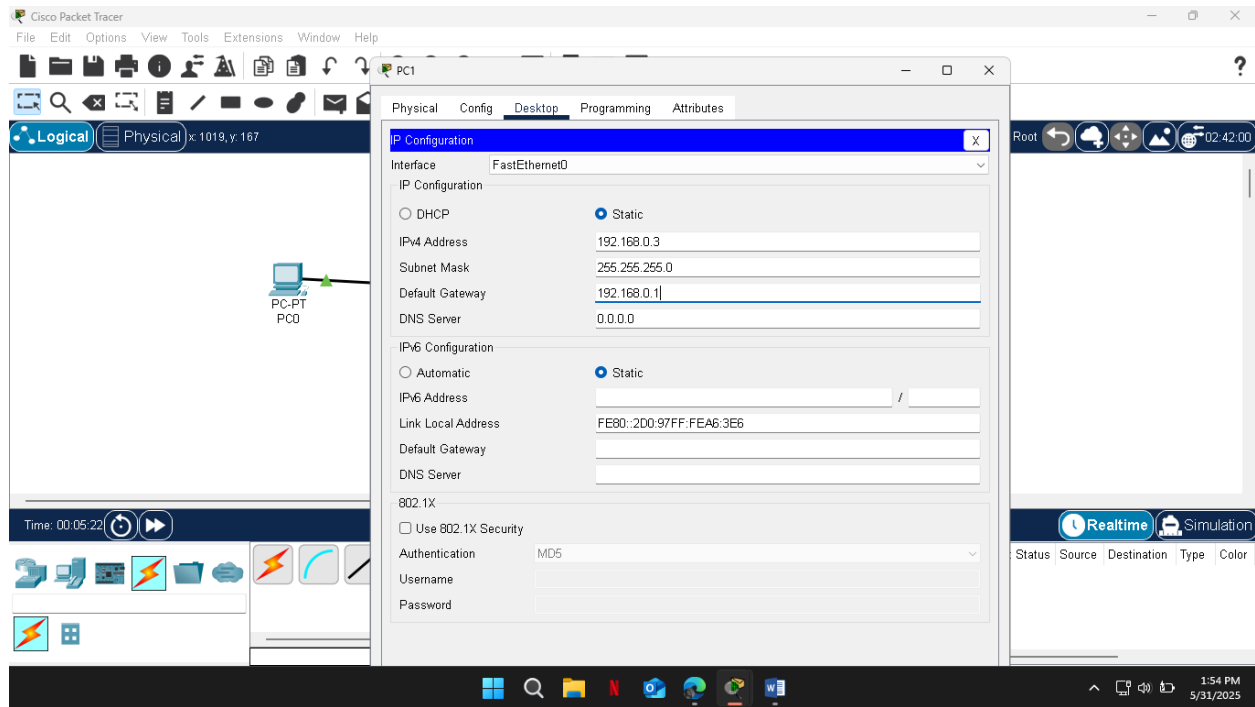 Cisco Packet Tracer
File Edit Options View Tools Extensions Window Help
?
PC1
Physical Config Desktop Programming Attributes
Logical Physical x: 1019, y: 167
Root 02:42:00
IP Configuration X
Interface FastEthernet0
IP Configuration
DHCP Static
IPv4 Address 192.168.0.3
Subnet Mask 255.255.255.0
Default Gateway 192.168.0.1
DNS Server 0.0.0.0
PC-PT
PC0
IPv6 Configuration
Automatic Static
IPv6 Address /
Link Local Address FE80::2D0:97FF:FEA6:3E6
Default Gateway
DNS Server
802.1X
Use 802.1X Security
Authentication MD5
Username
Password
Time: 00:05:22
Realtime Simulation
Status Source Destination Type Color
1:54 PM
5/31/2025